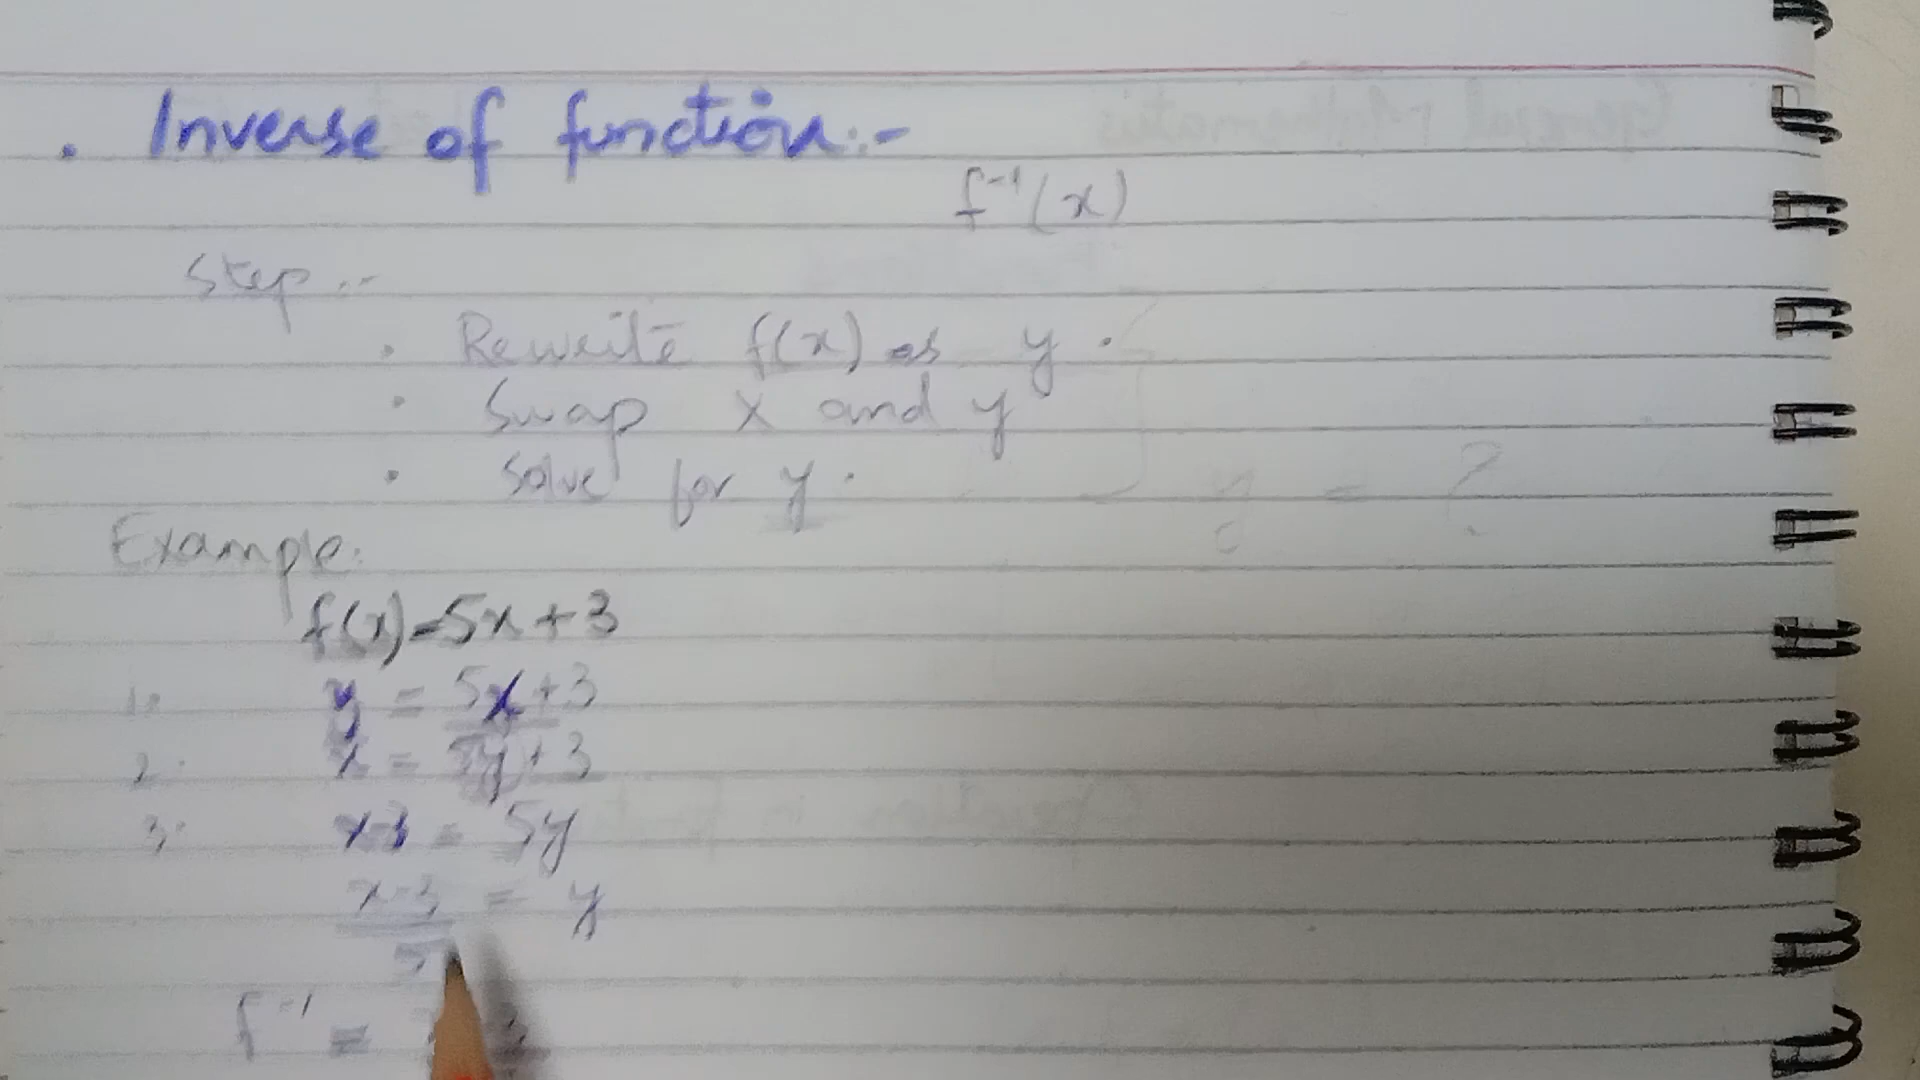 . Inverse of function:-
f⁻¹(x)
Step :-
. Rewrite f(x) as y .
. Swap x and y
. Solve for y .
y = ?
Example:
f(x)=5x+3
1. y = 5x+3
2. x = 5y+3
3. x-3 = 5y
x-3 = y
5
f⁻¹ = 3